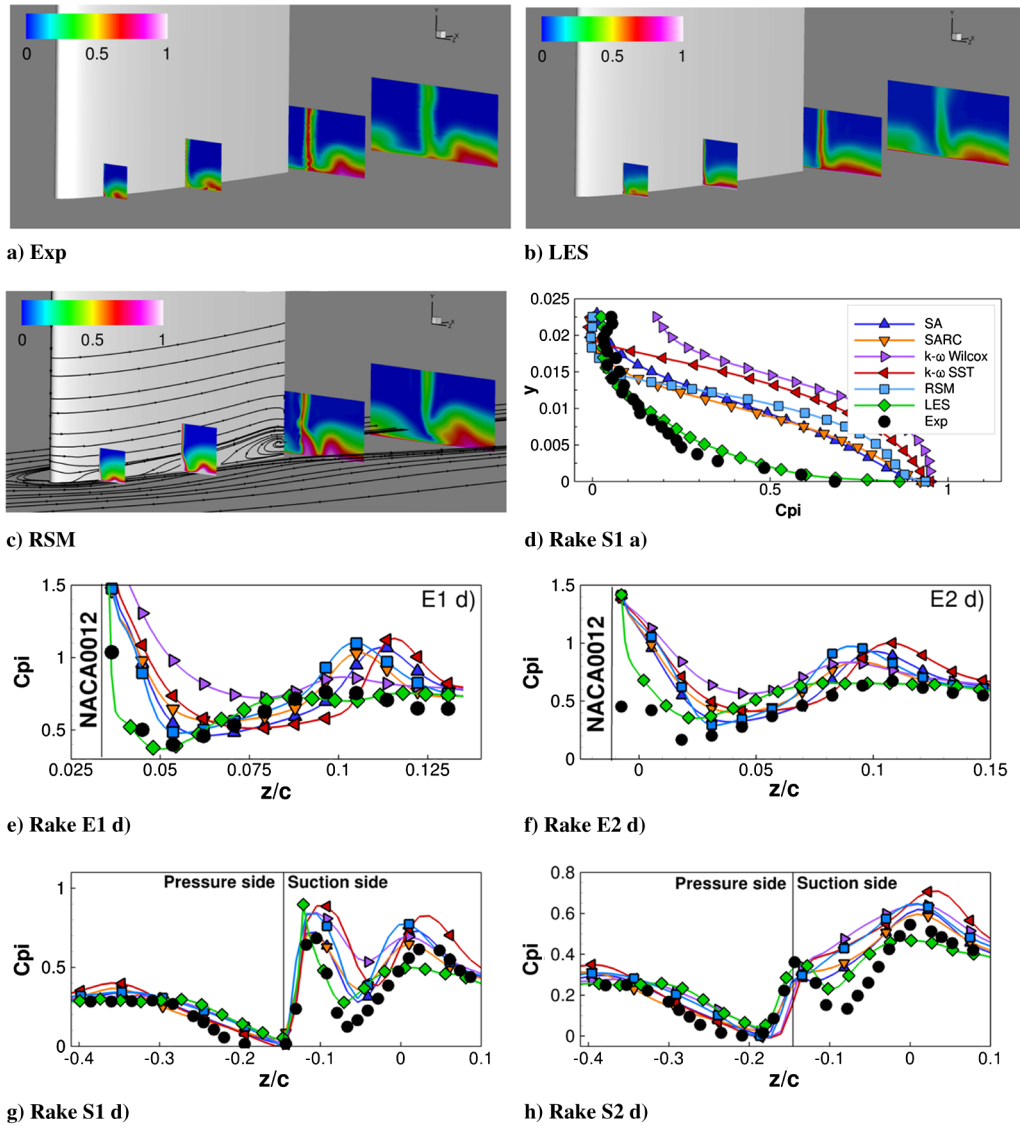 0 0.5 1
Y
Z
a) Exp
0 0.5 1
Y
Z
b) LES
0 0.5 1
Y
Z
c) RSM
0.025
0.02
0.015
0.01
0.005
0
y
0 0.5 1
Cpi
SA
SARC
k-ω Wilcox
k-ω SST
RSM
LES
Exp
d) Rake S1 a)
1.5
1
0.5
Cpi
NACA0012
E1 d)
0.025 0.05 0.075 0.1 0.125
z/c
e) Rake E1 d)
1.5
1
0.5
0
Cpi
NACA0012
E2 d)
0 0.05 0.1 0.15
z/c
f) Rake E2 d)
1
0.5
0
Cpi
Pressure side Suction side
-0.4 -0.3 -0.2 -0.1 0 0.1
z/c
g) Rake S1 d)
0.8
0.6
0.4
0.2
0
Cpi
Pressure side Suction side
-0.4 -0.3 -0.2 -0.1 0 0.1
z/c
h) Rake S2 d)